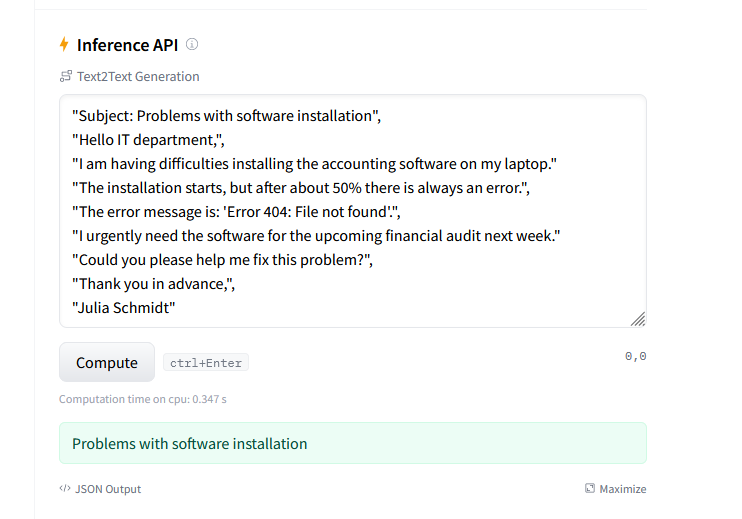 Inference API
Text2Text Generation
"Subject: Problems with software installation",
"Hello IT department,",
"I am having difficulties installing the accounting software on my laptop."
"The installation starts, but after about 50% there is always an error.",
"The error message is: 'Error 404: File not found'.",
"I urgently need the software for the upcoming financial audit next week."
"Could you please help me fix this problem?",
"Thank you in advance,",
"Julia Schmidt"
Compute
ctrl+Enter
0,0
Computation time on cpu: 0.347 s
Problems with software installation
</> JSON Output
Maximize